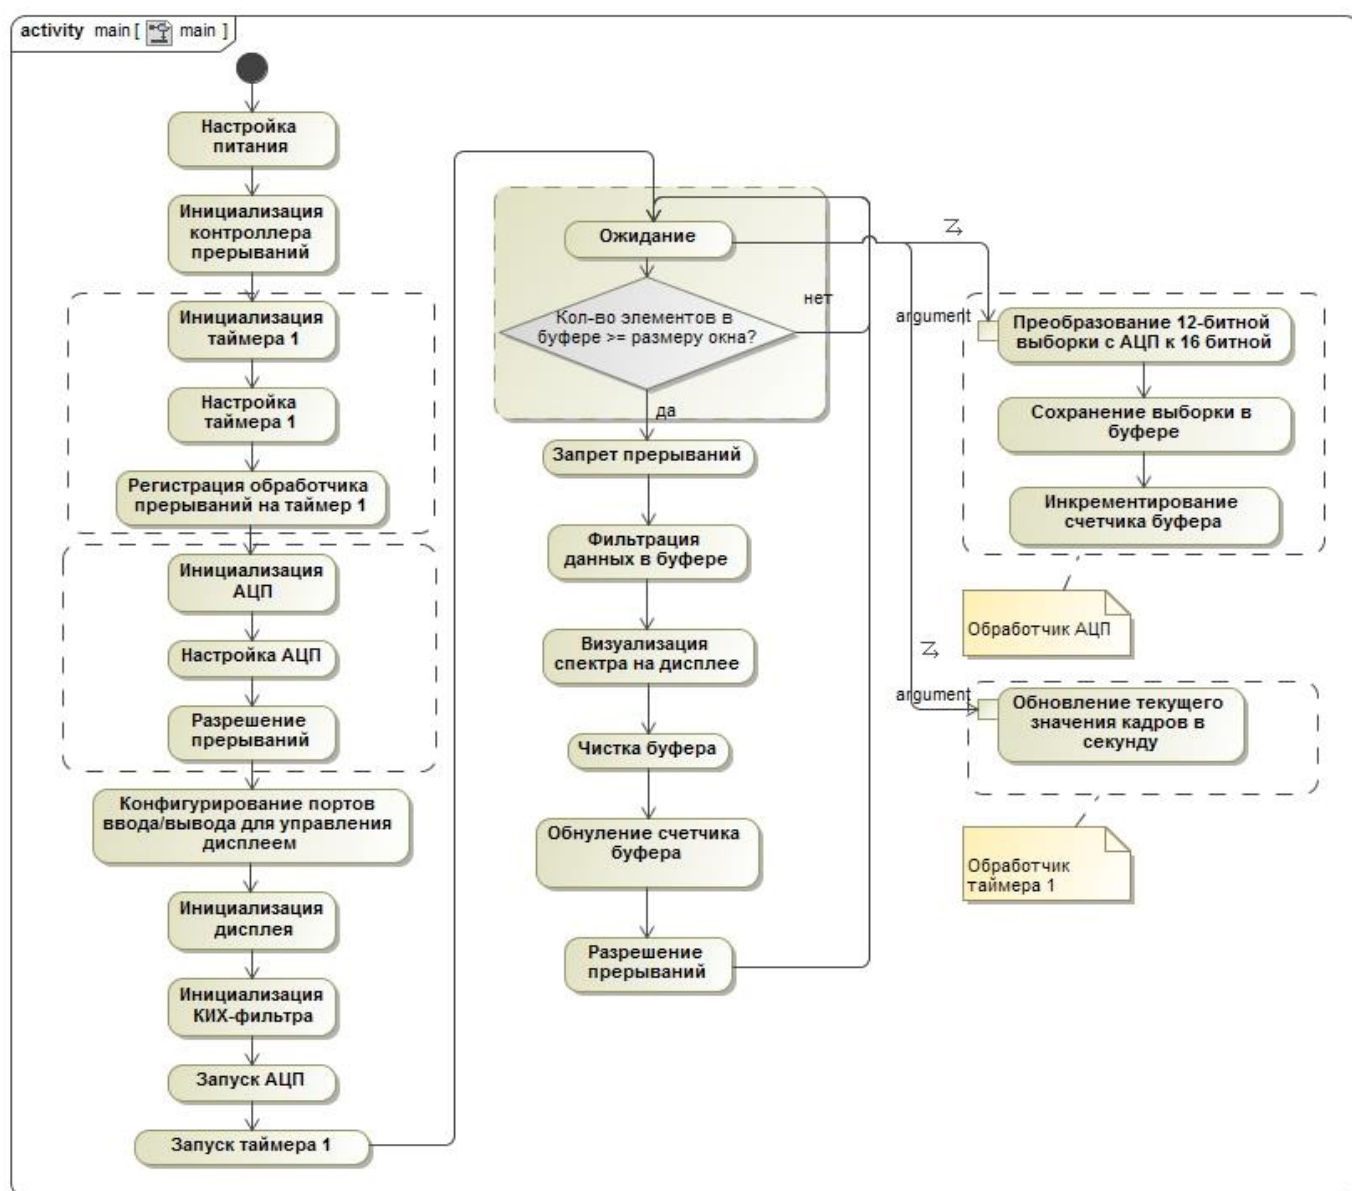 activity main [ main ]
Настройка
питания
Инициализация
контроллера
прерываний
Инициализация
таймера 1
Настройка
таймера 1
Регистрация обработчика
прерываний на таймер 1
Инициализация
АЦП
Настройка АЦП
Разрешение
прерываний
Конфигурирование портов
ввода/вывода для управления
дисплеем
Инициализация
дисплея
Инициализация
КИХ-фильтра
Запуск АЦП
Запуск таймера 1
Ожидание
Кол-во элементов в
буфере >= размеру окна?
нет
да
Запрет прерываний
Фильтрация
данных в буфере
Визуализация
спектра на дисплее
Чистка буфера
Обнуление счетчика
буфера
Разрешение
прерываний
argument
Преобразование 12-битной
выборки с АЦП к 16 битной
Сохранение выборки в
буфере
Инкрементирование
счетчика буфера
Обработчик АЦП
argument
Обновление текущего
значения кадров в
секунду
Обработчик
таймера 1